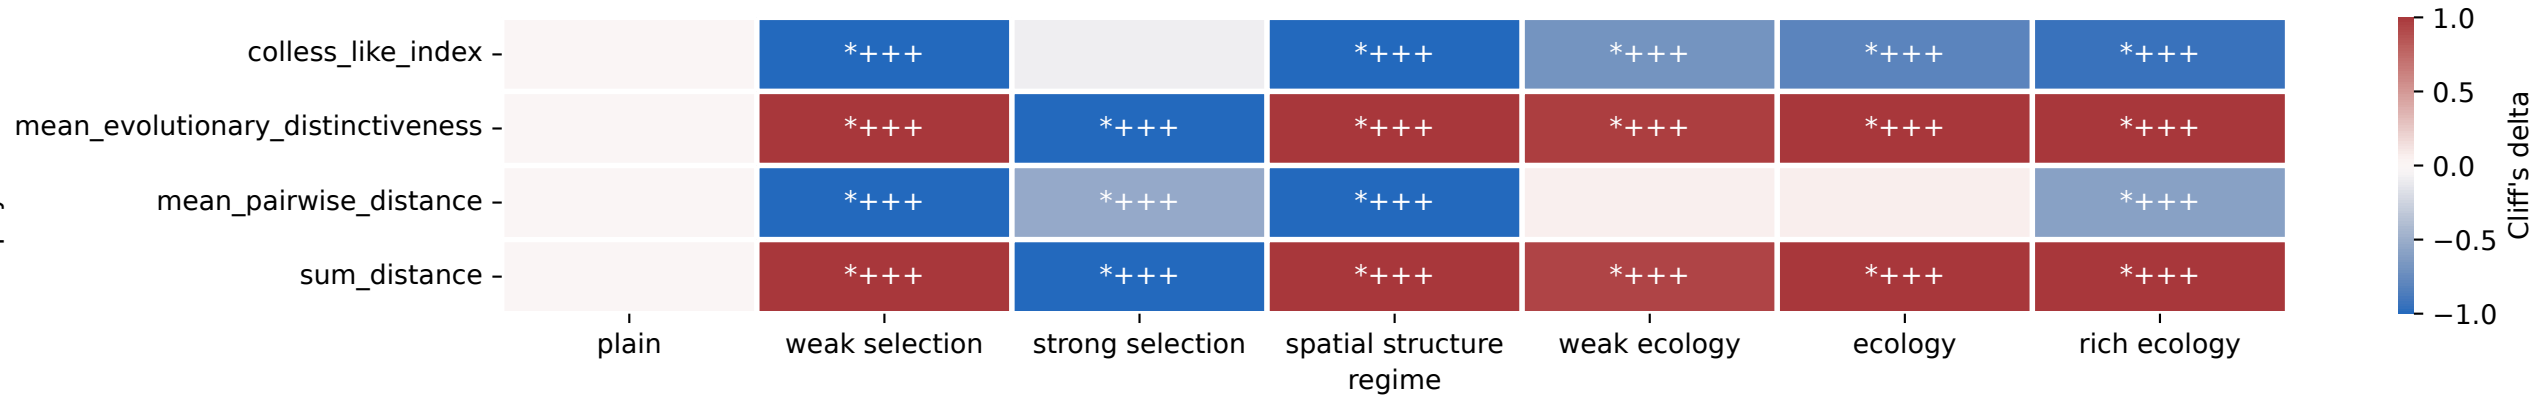 colless_like_index *+++ *+++ *+++ *+++ *+++
mean_evolutionary_distinctiveness *+++ *+++ *+++ *+++ *+++ *+++
mean_pairwise_distance *+++ *+++ *+++ *+++
sum_distance *+++ *+++ *+++ *+++ *+++ *+++
plain weak selection strong selection spatial structure weak ecology ecology rich ecology
regime
1.0
0.5
0.0
−0.5
−1.0
Cliff's delta